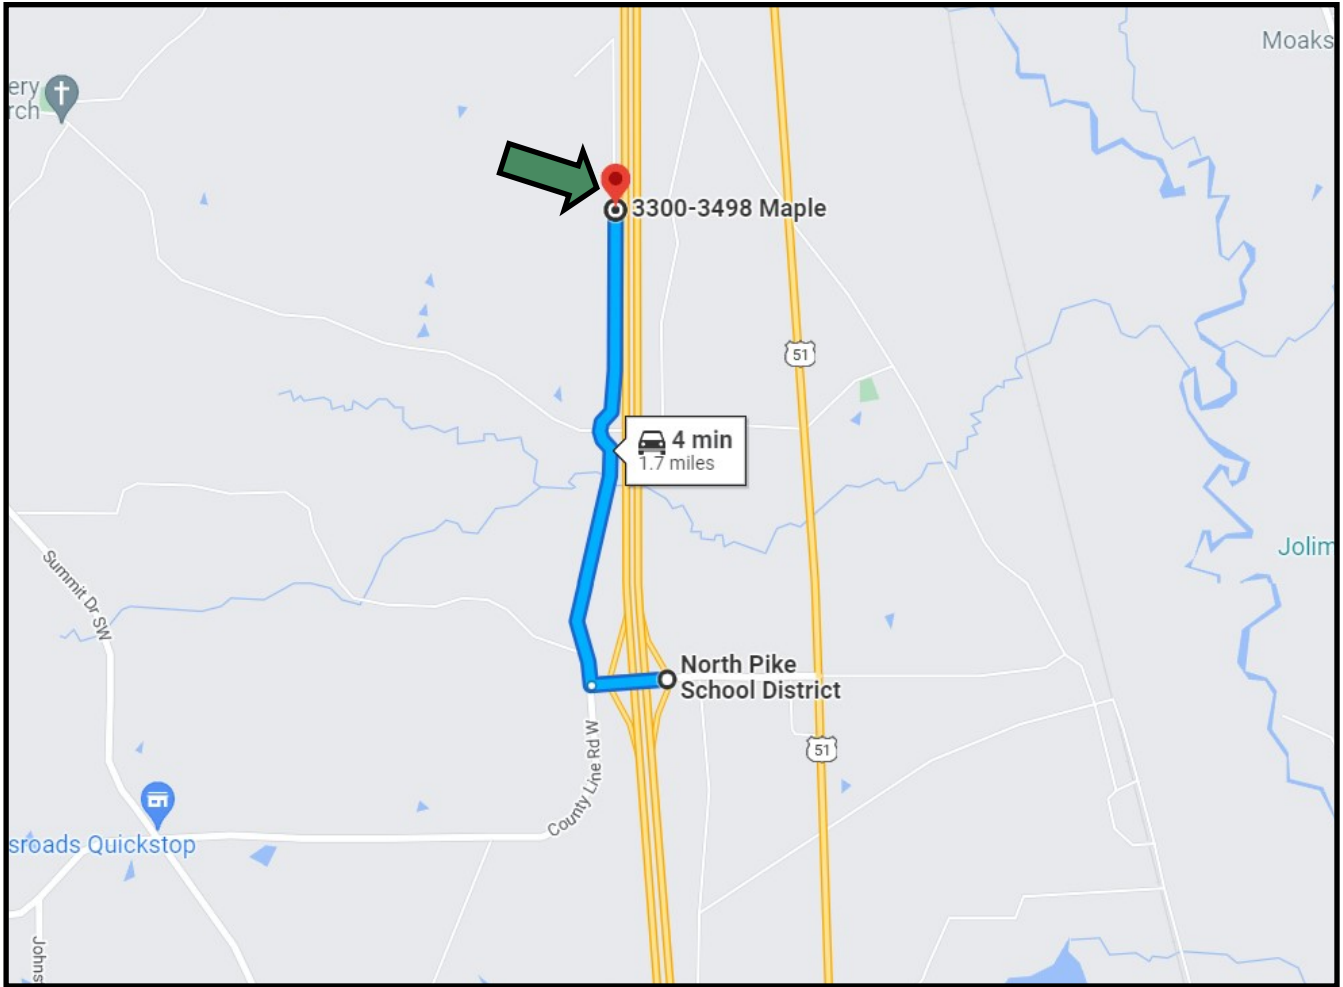 Moaks
ery
rch
3300-3498 Maple
51
4 min
1.7 miles
Jolim
Summit Dr SW
North Pike
School District
51
County Line Rd W
sroads Quickstop
Johns